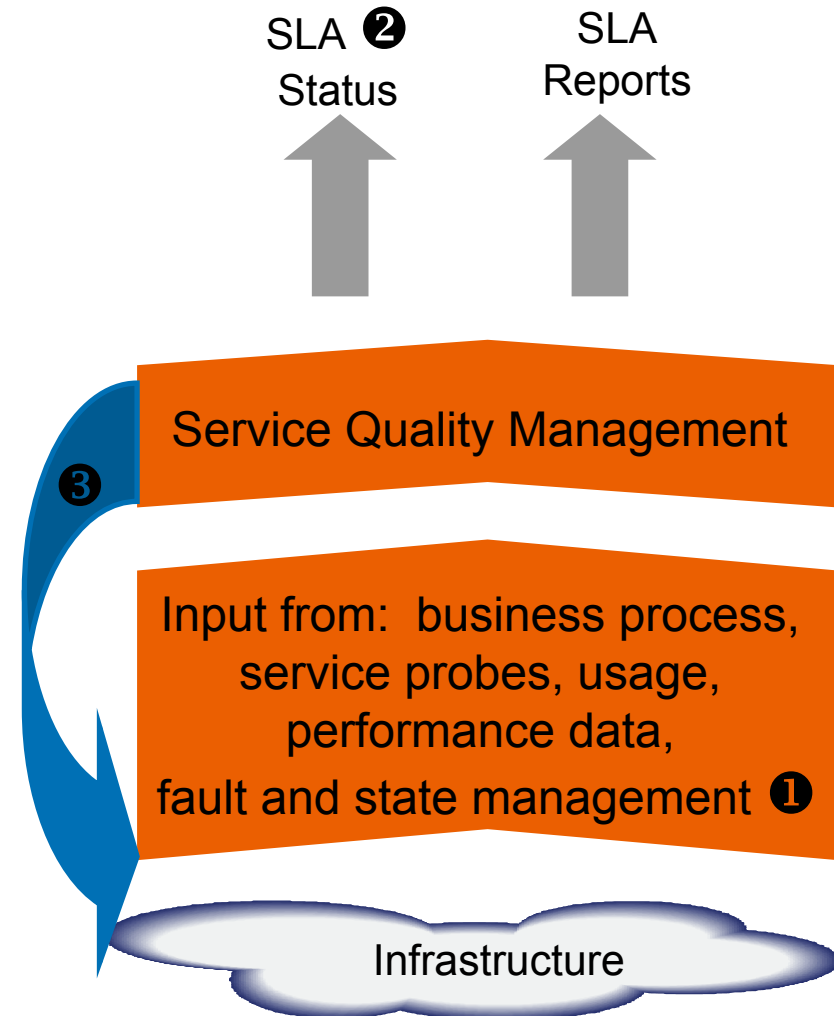 SLA ❷
Status
SLA
Reports
Service Quality Management
❸
Input from:  business process,
service probes, usage,
performance data,
fault and state management ❶
Infrastructure